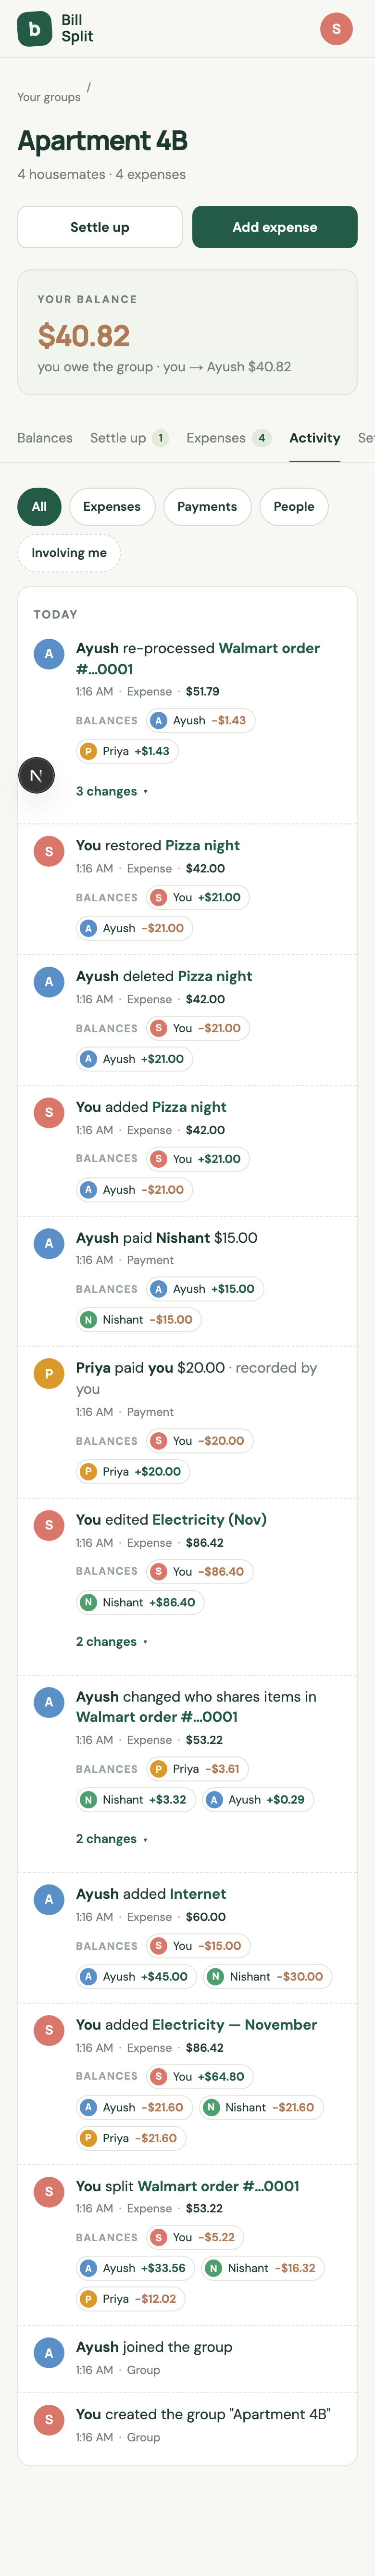 b
Bill
Split
S
Your groups /
Apartment 4B
4 housemates · 4 expenses
Settle up
Add expense
YOUR BALANCE
$40.82
you owe the group · you → Ayush $40.82
Balances Settle up 1 Expenses 4 Activity Se
All Expenses Payments People
Involving me
TODAY
A Ayush re-processed Walmart order
#…0001
1:16 AM · Expense · $51.79
BALANCES A Ayush −$1.43
P Priya +$1.43
N
3 changes ▾
S You restored Pizza night
1:16 AM · Expense · $42.00
BALANCES S You +$21.00
A Ayush −$21.00
A Ayush deleted Pizza night
1:16 AM · Expense · $42.00
BALANCES S You −$21.00
A Ayush +$21.00
S You added Pizza night
1:16 AM · Expense · $42.00
BALANCES S You +$21.00
A Ayush −$21.00
A Ayush paid Nishant $15.00
1:16 AM · Payment
BALANCES A Ayush +$15.00
N Nishant −$15.00
P Priya paid you $20.00 · recorded by
you
1:16 AM · Payment
BALANCES S You −$20.00
P Priya +$20.00
S You edited Electricity (Nov)
1:16 AM · Expense · $86.42
BALANCES S You −$86.40
N Nishant +$86.40
2 changes ▾
A Ayush changed who shares items in
Walmart order #…0001
1:16 AM · Expense · $53.22
BALANCES P Priya −$3.61
N Nishant +$3.32 A Ayush +$0.29
2 changes ▾
A Ayush added Internet
1:16 AM · Expense · $60.00
BALANCES S You −$15.00
A Ayush +$45.00 N Nishant −$30.00
S You added Electricity — November
1:16 AM · Expense · $86.42
BALANCES S You +$64.80
A Ayush −$21.60 N Nishant −$21.60
P Priya −$21.60
S You split Walmart order #…0001
1:16 AM · Expense · $53.22
BALANCES S You −$5.22
A Ayush +$33.56 N Nishant −$16.32
P Priya −$12.02
A Ayush joined the group
1:16 AM · Group
S You created the group "Apartment 4B"
1:16 AM · Group